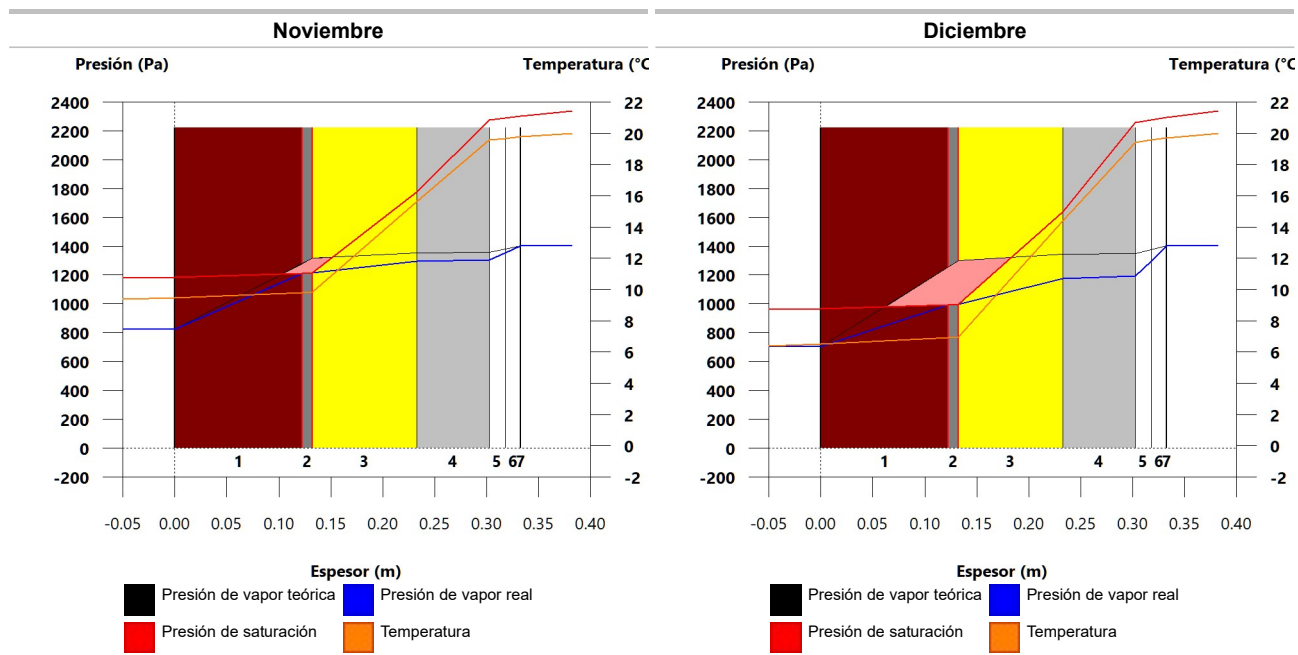 Noviembre
Presión (Pa) Temperatura (°C
2400 22
2200 20
2000 18
1800 16
1600 14
1400 12
1200 10
1000 8
800 6
600 4
400 2
200 0
0 -2
-200
1 2 3 4 5 67
-0.05 0.00 0.05 0.10 0.15 0.20 0.25 0.30 0.35 0.40
Espesor (m)
Presión de vapor teórica Presión de vapor real
Presión de saturación Temperatura
Diciembre
Presión (Pa) Temperatura (°C
2400 22
2200 20
2000 18
1800 16
1600 14
1400 12
1200 10
1000 8
800 6
600 4
400 2
200 0
0 -2
-200
1 2 3 4 5 67
-0.05 0.00 0.05 0.10 0.15 0.20 0.25 0.30 0.35 0.40
Espesor (m)
Presión de vapor teórica Presión de vapor real
Presión de saturación Temperatura